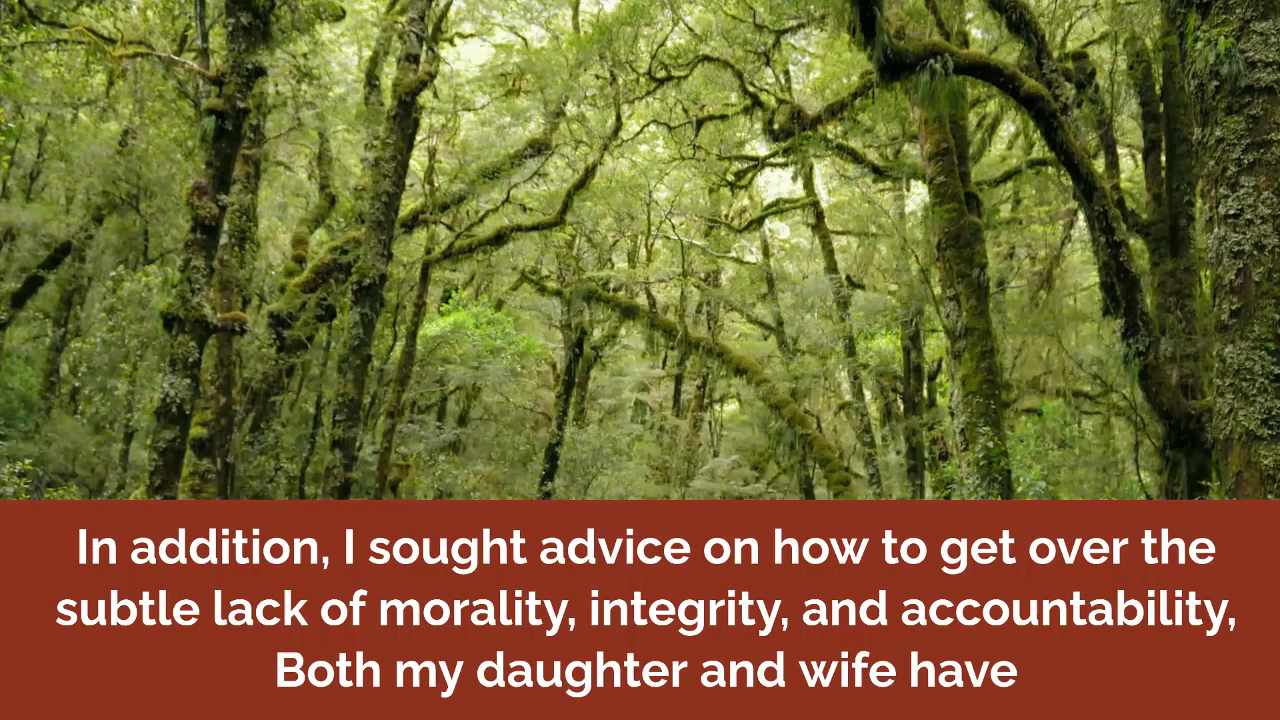 In addition, I sought advice on how to get over the
subtle lack of morality, integrity, and accountability,
Both my daughter and wife have